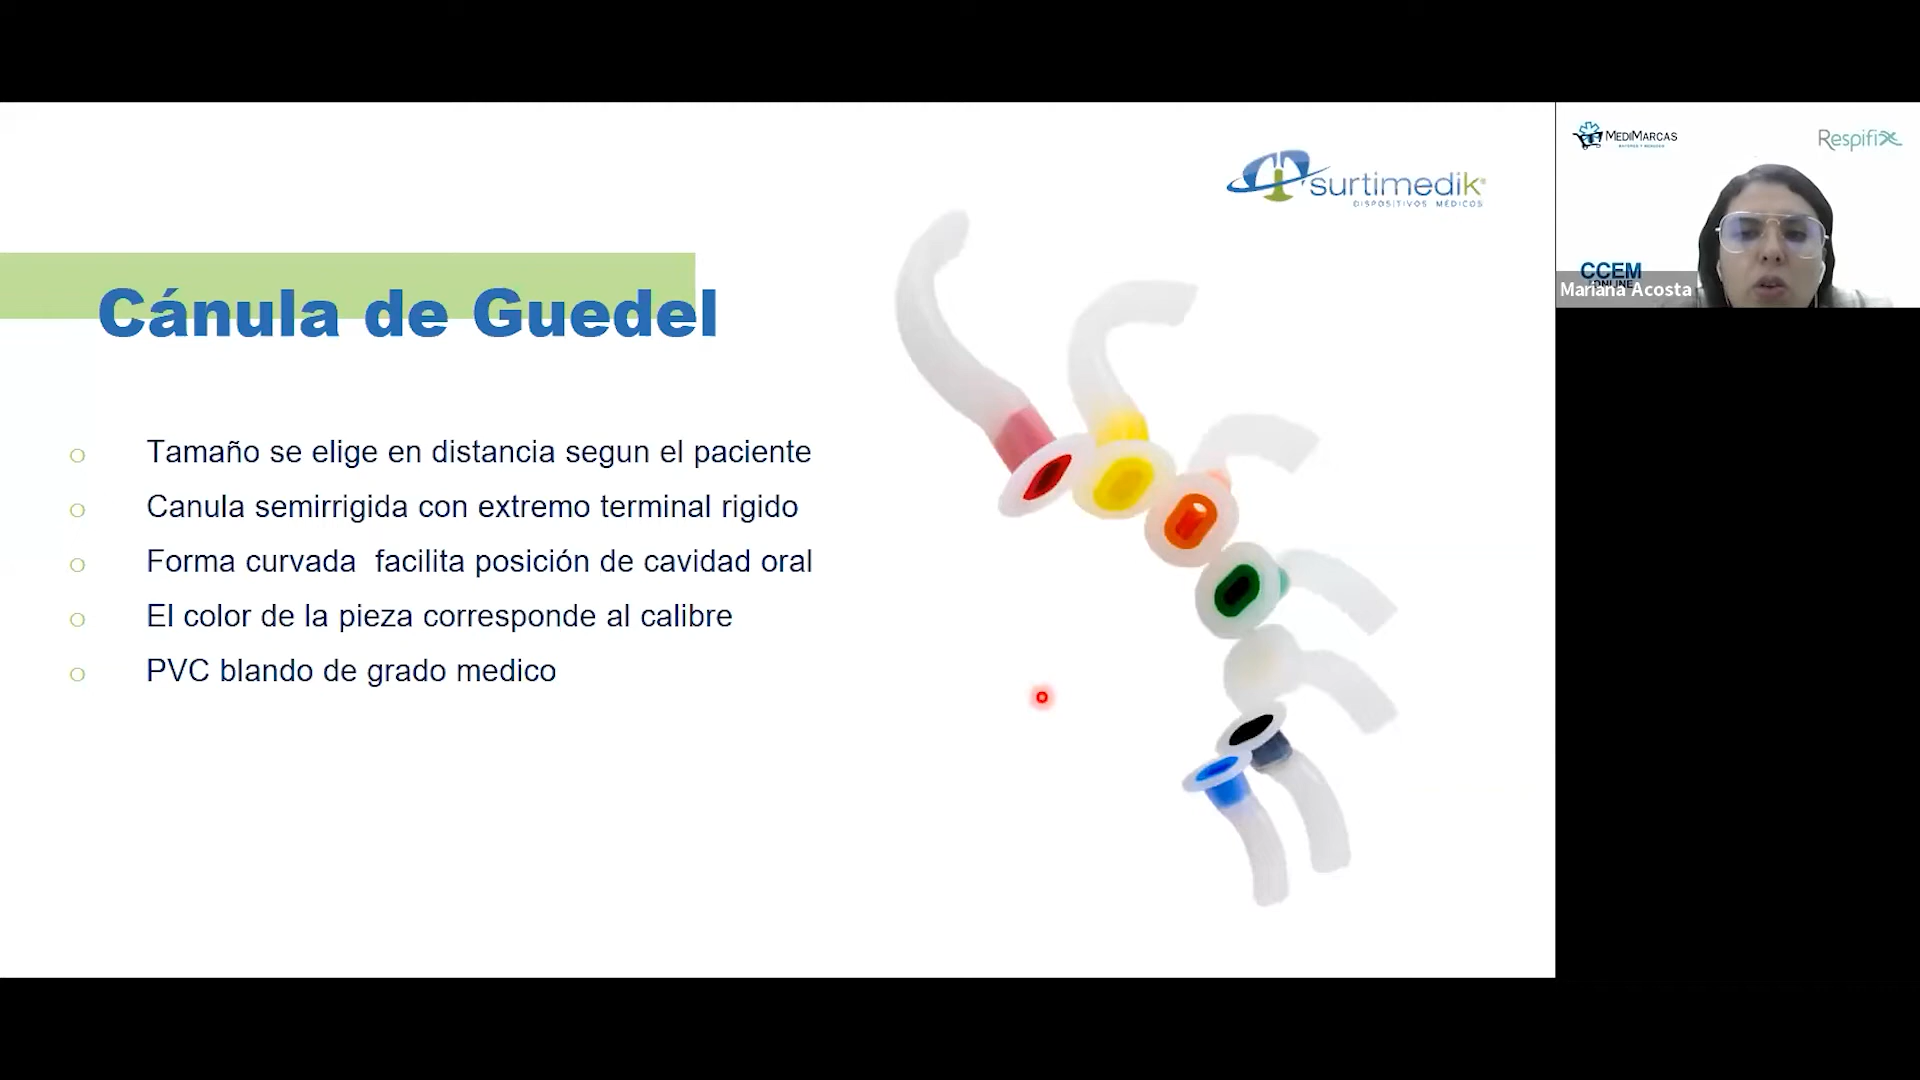 surtimedik®
DISPOSITIVOS MÉDICOS
Cánula de Guedel
Tamaño se elige en distancia segun el paciente
Canula semirrigida con extremo terminal rigido
Forma curvada  facilita posición de cavidad oral
El color de la pieza corresponde al calibre
PVC blando de grado medico
MEDIMARCAS
Respifix
CCEM
ONLINE
Mariana Acosta